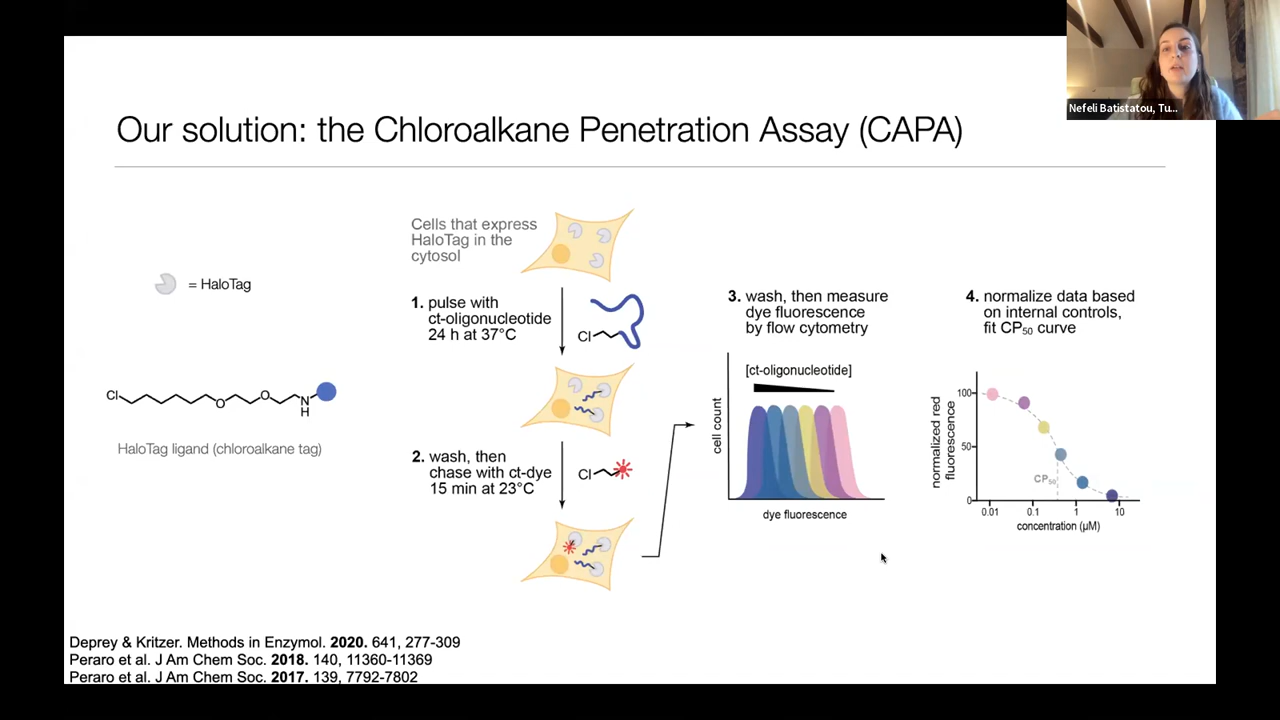 Nefeli Batistatou, Tu...
Our solution: the Chloroalkane Penetration Assay (CAPA)
= HaloTag
Cl
O
O
N
H
HaloTag ligand (chloroalkane tag)
Cells that express
HaloTag in the
cytosol
1. pulse with
ct-oligonucleotide
24 h at 37°C
Cl
2. wash, then
chase with ct-dye
15 min at 23°C
Cl
3. wash, then measure
dye fluorescence
by flow cytometry
[ct-oligonucleotide]
cell count
dye fluorescence
4. normalize data based
on internal controls,
fit CP₅₀ curve
normalized red
fluorescence
100
50
0
CP₅₀
0.01 0.1 1 10
concentration (µM)
Deprey & Kritzer. Methods in Enzymol. 2020. 641, 277-309
Peraro et al. J Am Chem Soc. 2018. 140, 11360-11369
Peraro et al. J Am Chem Soc. 2017. 139, 7792-7802